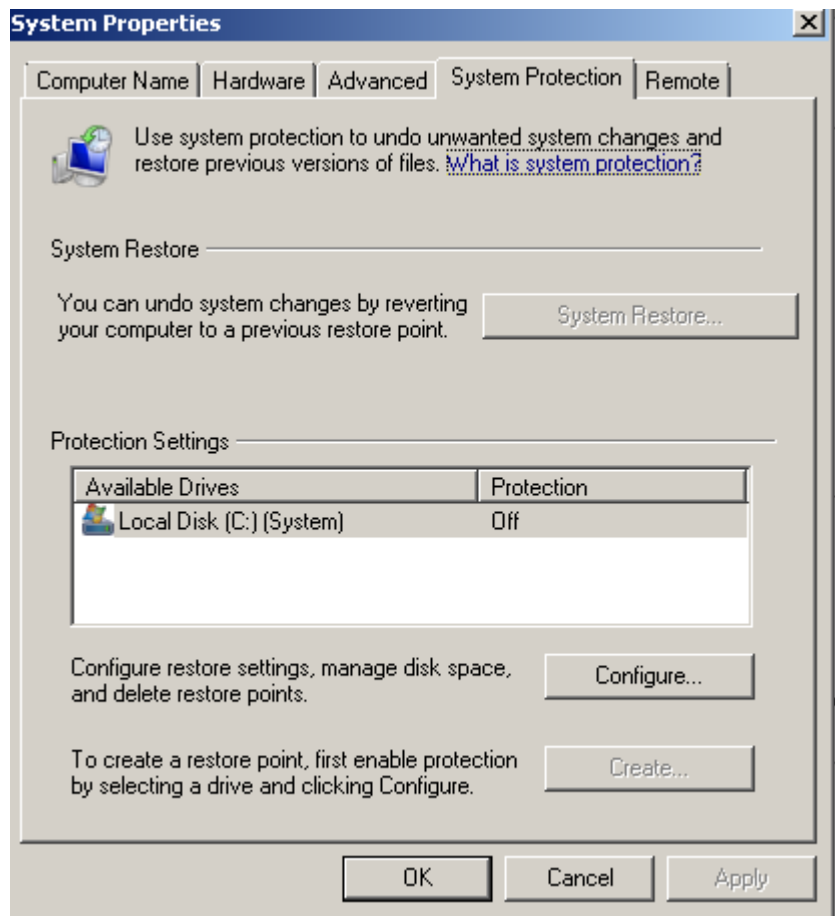 System Properties
Computer Name
Hardware
Advanced
System Protection
Remote
Use system protection to undo unwanted system changes and
restore previous versions of files. What is system protection?
System Restore
You can undo system changes by reverting
your computer to a previous restore point.
System Restore...
Protection Settings
Available Drives
Protection
Local Disk (C:) (System)
Off
Configure restore settings, manage disk space,
and delete restore points.
Configure...
To create a restore point, first enable protection
by selecting a drive and clicking Configure.
Create...
OK
Cancel
Apply